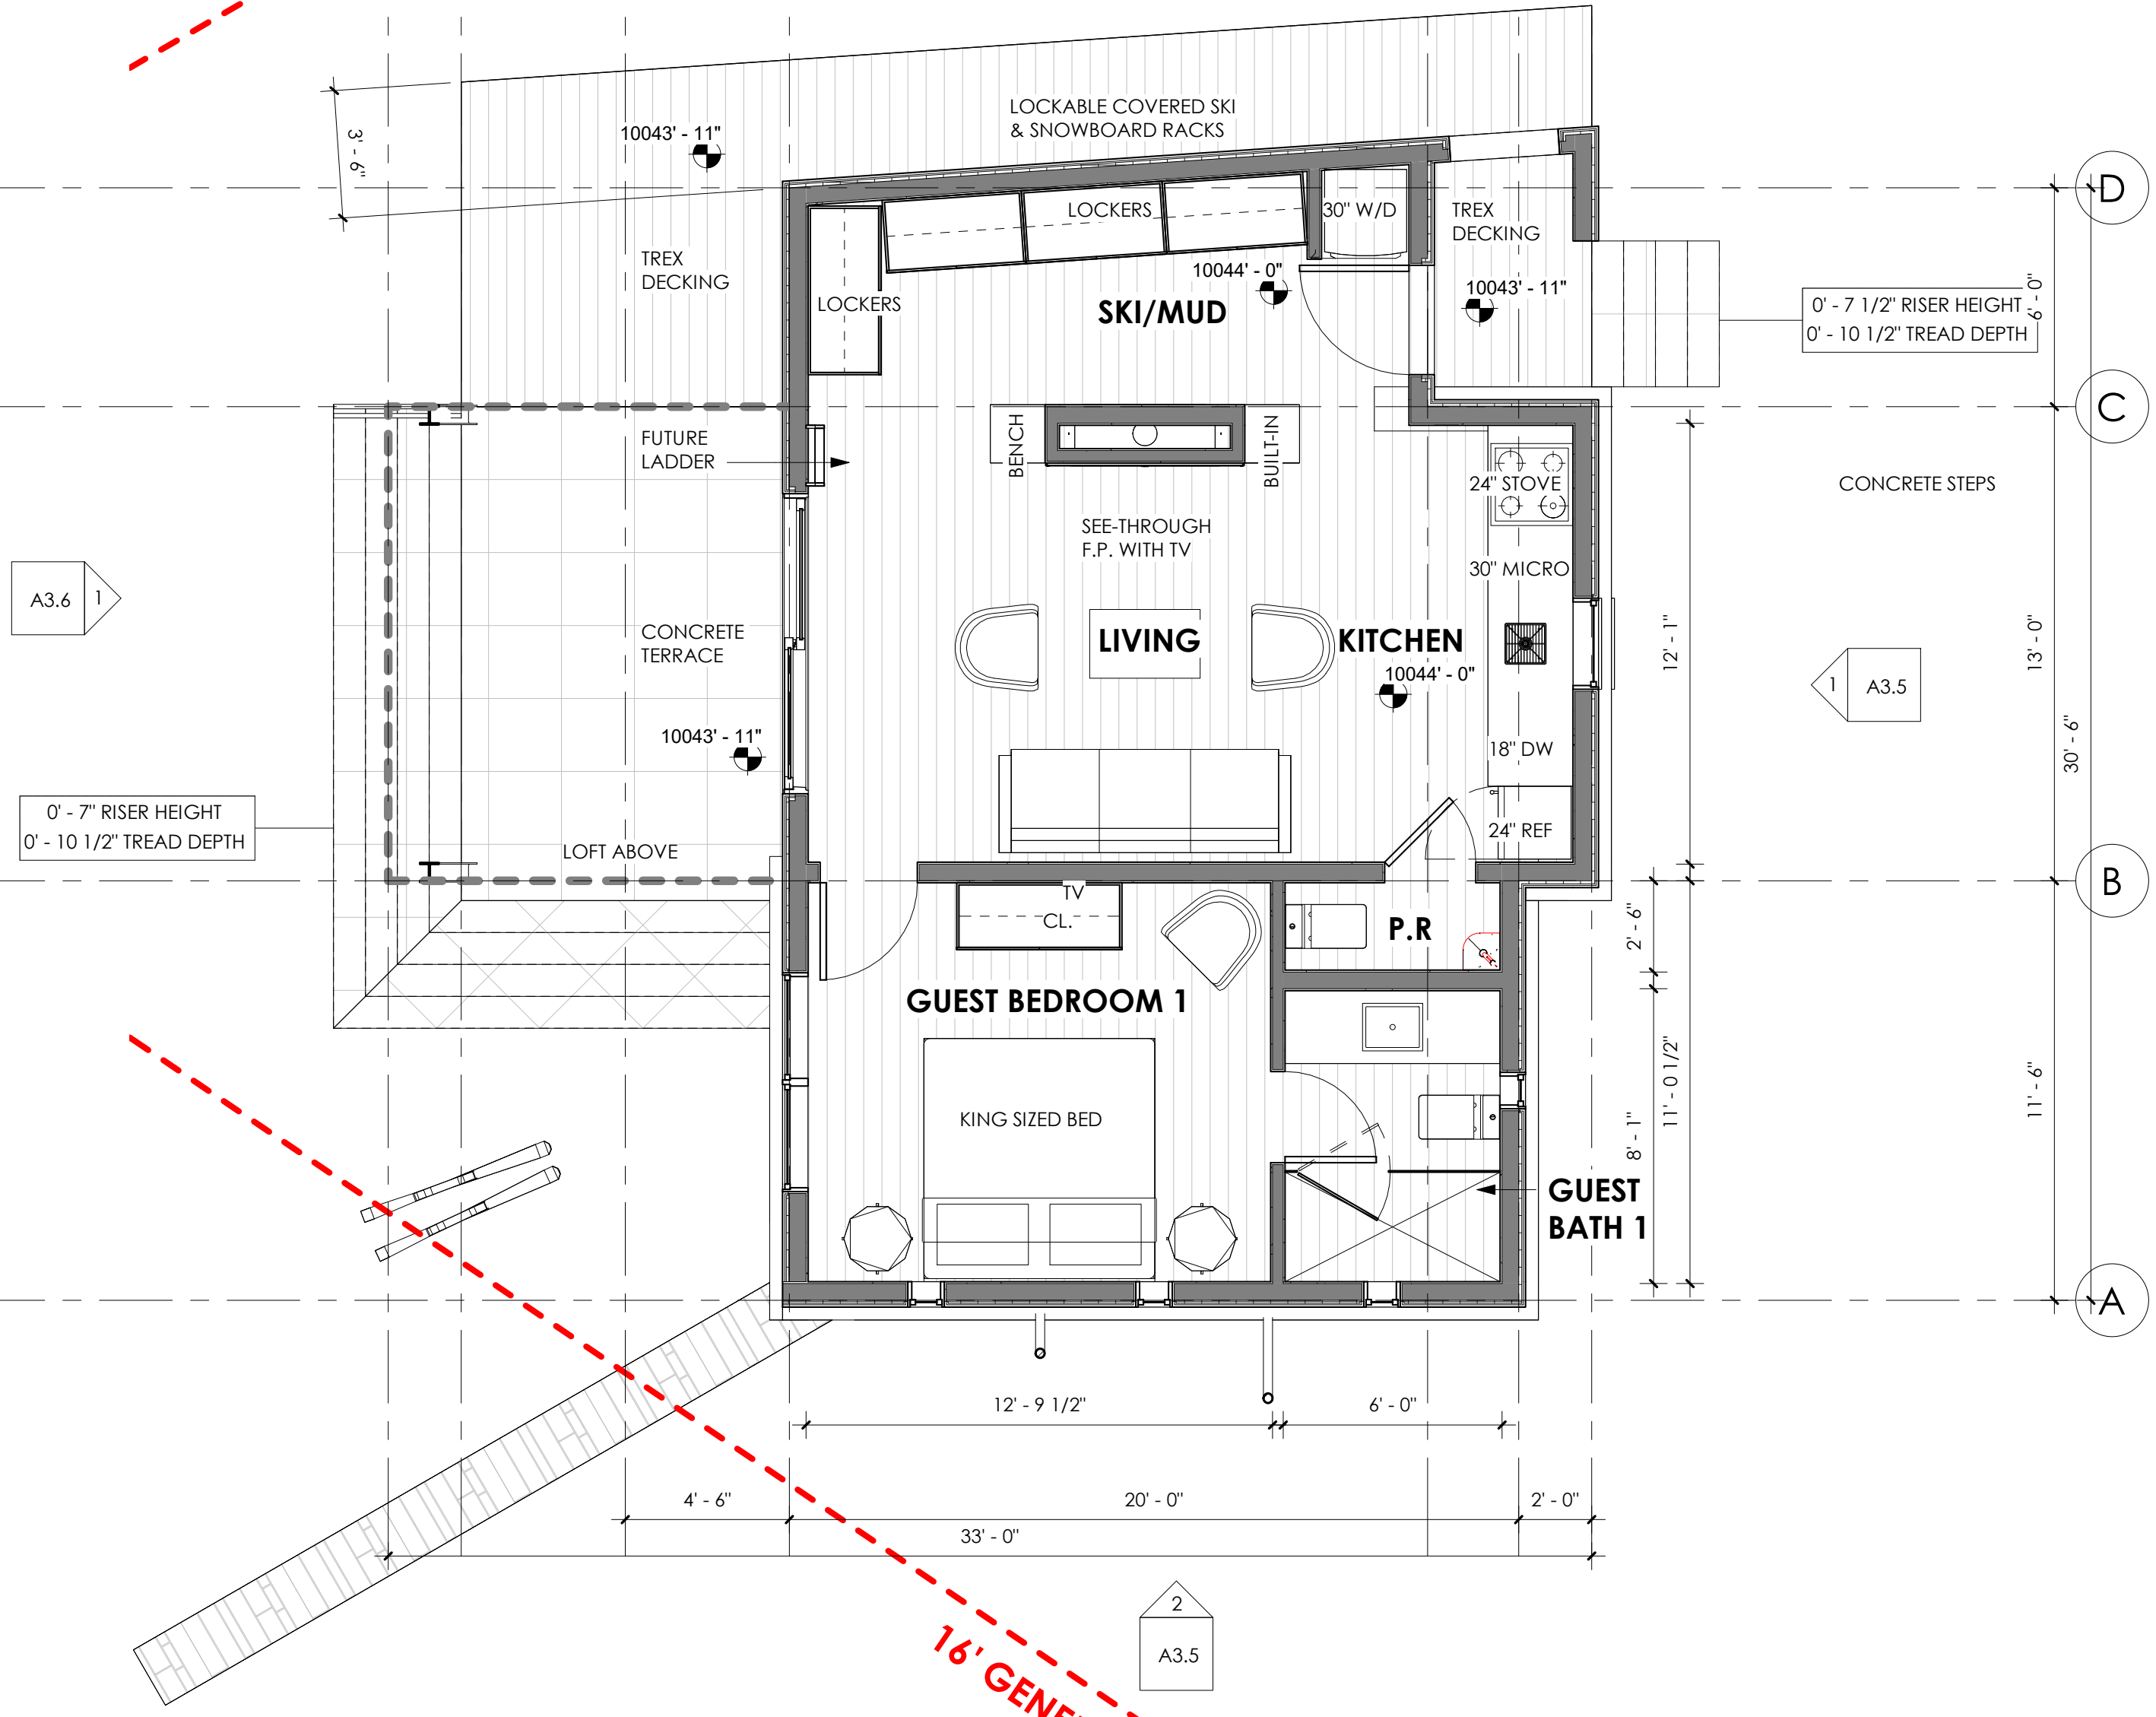 LOCKABLE COVERED SKI
& SNOWBOARD RACKS
10043' - 11"
3' - 6"
D
LOCKERS
30" W/D
TREX
DECKING
TREX
DECKING
10044' - 0"
10043' - 11"
LOCKERS
SKI/MUD
0' - 7 1/2" RISER HEIGHT
0' - 10 1/2" TREAD DEPTH
6' - 0"
C
FUTURE
LADDER
BENCH
BUILT-IN
24" STOVE
CONCRETE STEPS
SEE-THROUGH
F.P. WITH TV
30" MICRO
A3.6
1
CONCRETE
TERRACE
LIVING
KITCHEN
10044' - 0"
12' - 1"
13' - 0"
1
A3.5
10043' - 11"
18" DW
30' - 6"
0' - 7" RISER HEIGHT
0' - 10 1/2" TREAD DEPTH
24" REF
LOFT ABOVE
B
TV
CL.
P.R
2' - 6"
GUEST BEDROOM 1
KING SIZED BED
8' - 1"
11' - 0 1/2"
11' - 6"
GUEST
BATH 1
A
12' - 9 1/2"
6' - 0"
4' - 6"
20' - 0"
2' - 0"
33' - 0"
2
A3.5
16'